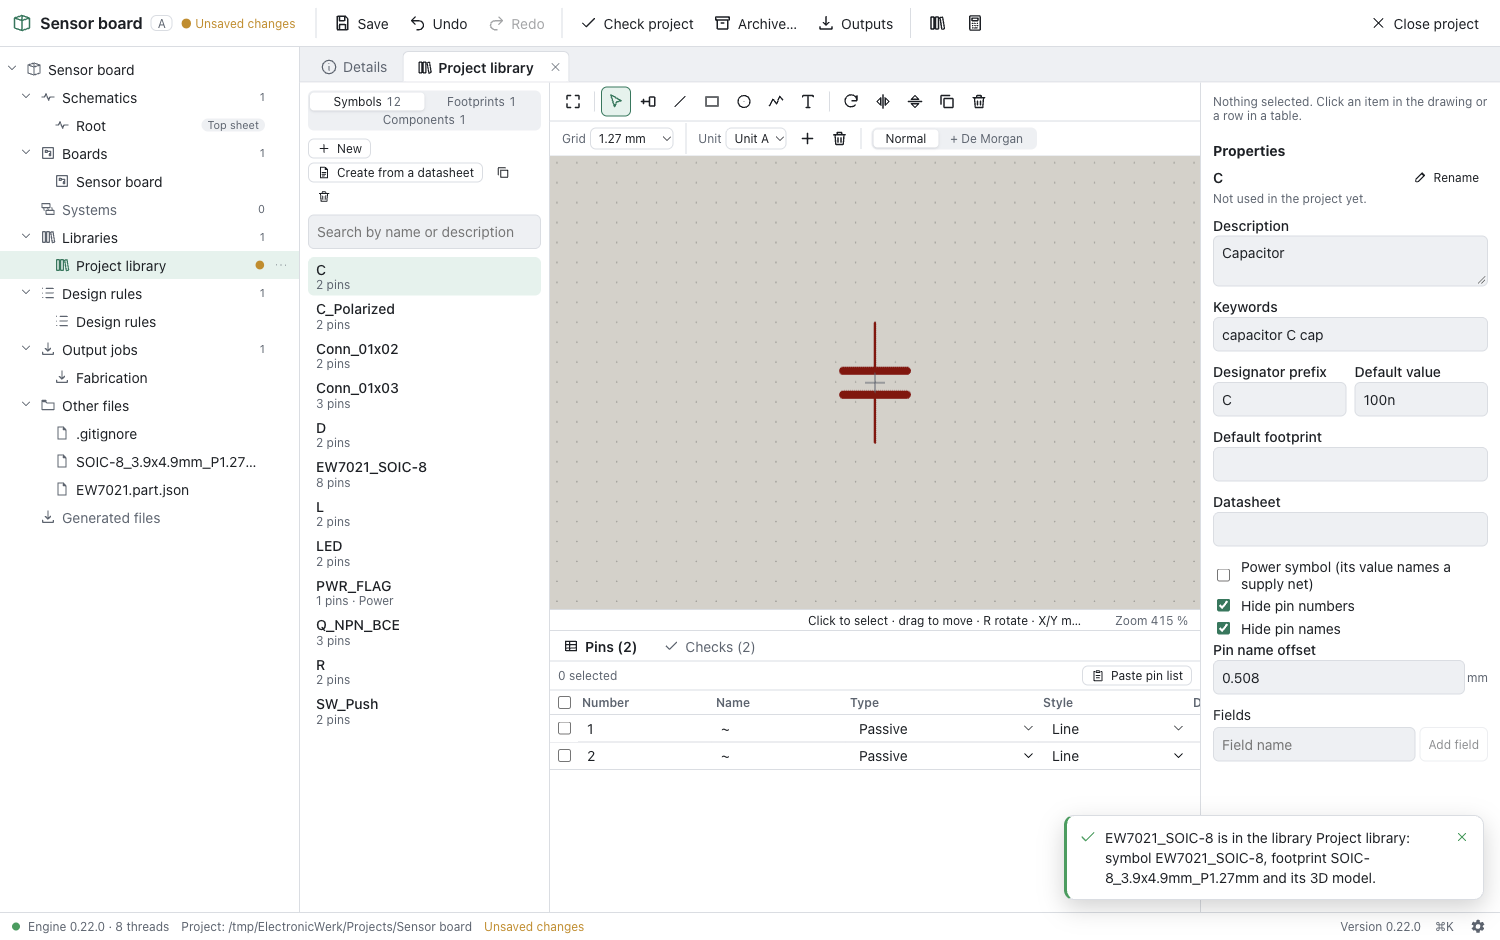 Sensor board A Unsaved changes Save Undo Redo Check project Archive... Outputs Close project
Sensor board
Schematics 1
Root Top sheet
Boards 1
Sensor board
Systems 0
Libraries 1
Project library ...
Design rules 1
Design rules
Output jobs 1
Fabrication
Other files
.gitignore
SOIC-8_3.9x4.9mm_P1.27...
EW7021.part.json
Generated files
Details Project library
Symbols 12 Footprints 1
Components 1
New
Create from a datasheet
Search by name or description
C
2 pins
C_Polarized
2 pins
Conn_01x02
2 pins
Conn_01x03
3 pins
D
2 pins
EW7021_SOIC-8
8 pins
L
2 pins
LED
2 pins
PWR_FLAG
1 pins · Power
Q_NPN_BCE
3 pins
R
2 pins
SW_Push
2 pins
Grid 1.27 mm Unit Unit A Normal + De Morgan
Click to select · drag to move · R rotate · X/Y m... Zoom 415 %
Pins (2) Checks (2)
0 selected Paste pin list
Number Name Type Style D
1 ~ Passive Line
2 ~ Passive Line
Nothing selected. Click an item in the drawing or
a row in a table.
Properties
C Rename
Not used in the project yet.
Description
Capacitor
Keywords
capacitor C cap
Designator prefix Default value
C 100n
Default footprint
Datasheet
Power symbol (its value names a
supply net)
Hide pin numbers
Hide pin names
Pin name offset
0.508 mm
Fields
Field name Add field
EW7021_SOIC-8 is in the library Project library:
symbol EW7021_SOIC-8, footprint SOIC-
8_3.9x4.9mm_P1.27mm and its 3D model.
Engine 0.22.0 · 8 threads Project: /tmp/ElectronicWerk/Projects/Sensor board Unsaved changes Version 0.22.0 ⌘K